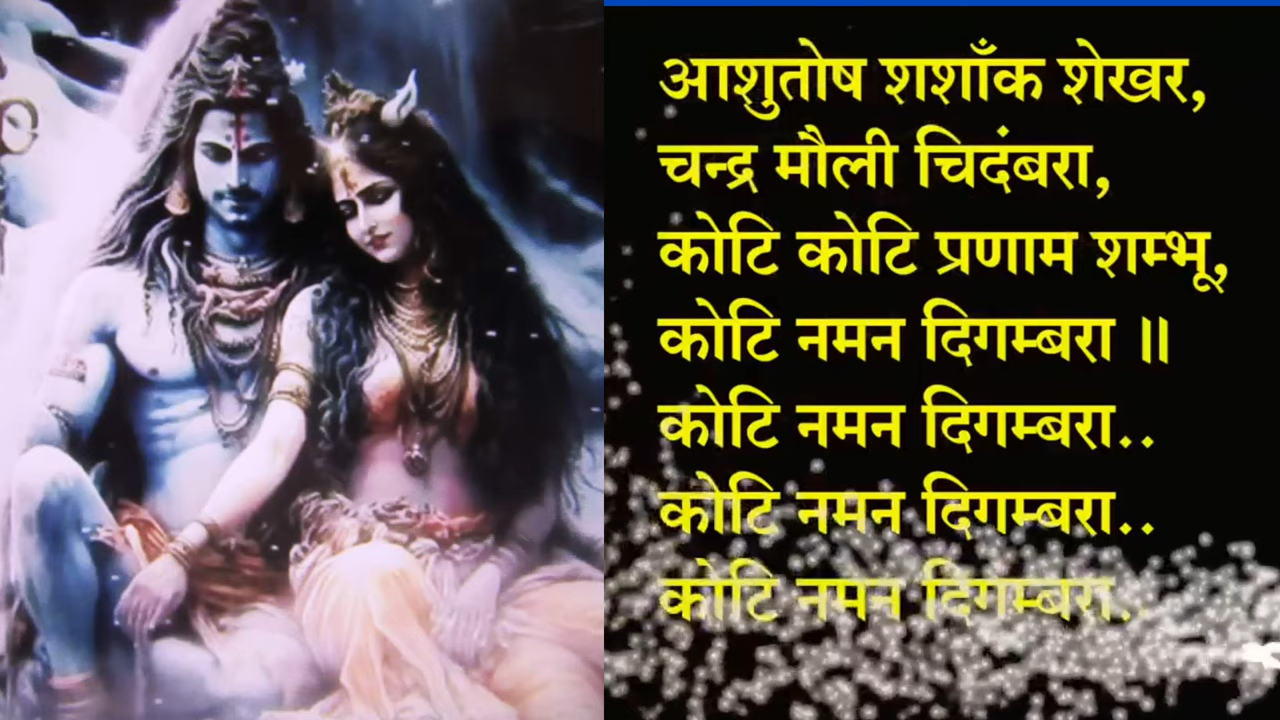 आशुतोष शशाँक शेखर,
चन्द्र मौली चिदंबरा,
कोटि कोटि प्रणाम शम्भू,
कोटि नमन दिगम्बरा ॥
कोटि नमन दिगम्बरा..
कोटि नमन दिगम्बरा..
कोटि नमन दिगम्बरा..